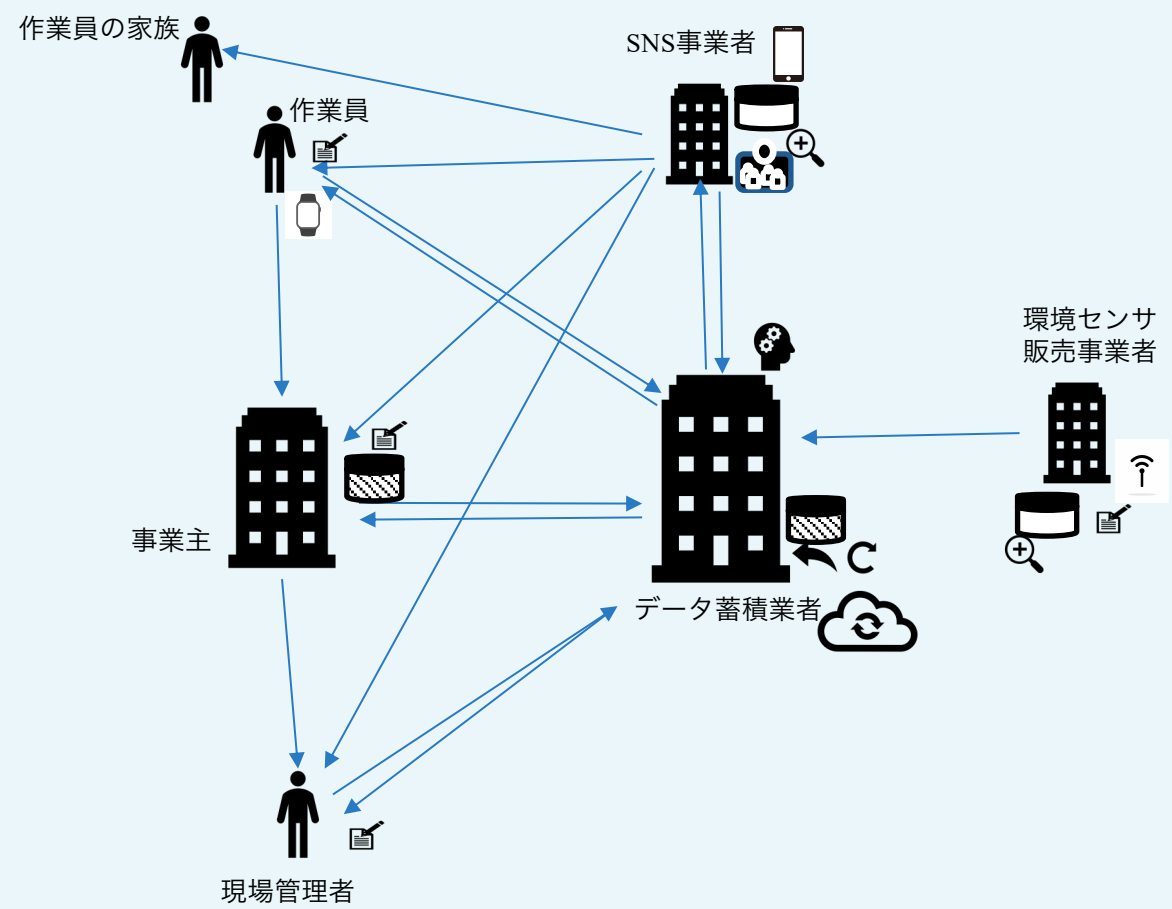 作業員の家族
SNS事業者
作業員
環境センサ
販売事業者
事業主
データ蓄積業者
現場管理者